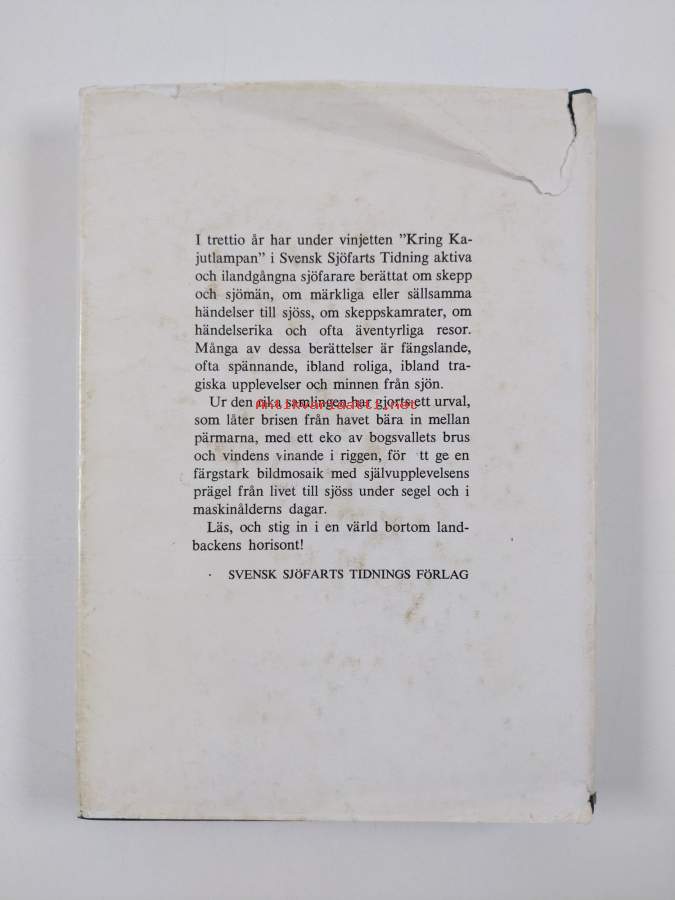 I trettio år har under vinjetten ”Kring Ka-
jutlampan” i Svensk Sjöfarts Tidning aktiva
och ilandgångna sjöfarare berättat om skepp
och sjömän, om märkliga eller sällsamma
händelser till sjöss, om skeppskamrater, om
händelserika och ofta äventyrliga resor.
Många av dessa berättelser är fängslande,
ofta spännande, ibland roliga, ibland tra-
giska upplevelser och minnen från sjön.
Ur den rika samlingen har gjorts ett urval,
Antikvariaatti.net
som låter brisen från havet bära in mellan
pärmarna, med ett eko av bogsvallets brus
och vindens vinande i riggen, för tt ge en
färgstark bildmosaik med självupplevelsens
prägel från livet till sjöss under segel och i
maskinålderns dagar.
Läs, och stig in i en värld bortom land-
backens horisont!
SVENSK SJÖFARTS TIDNINGS FÖRLAG